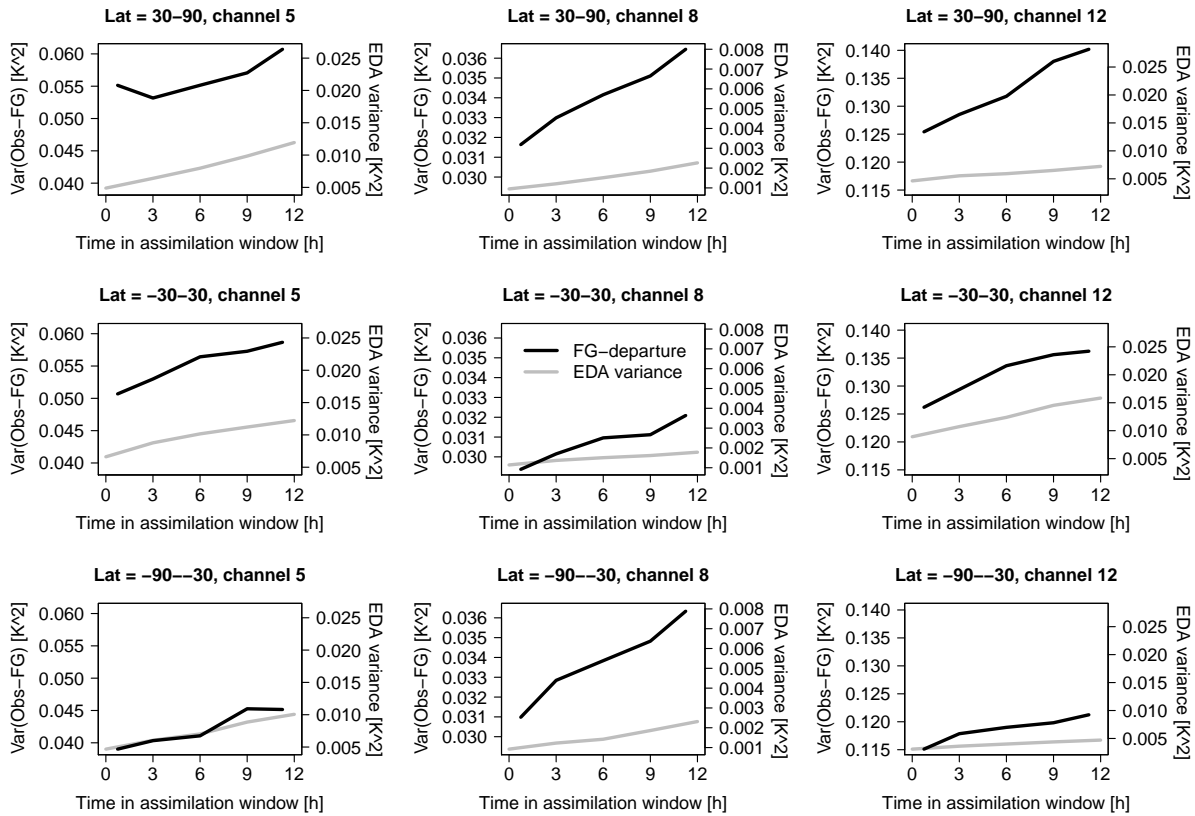 Lat = 30−90, channel 5
Var(Obs−FG) [K^2]
0.060
0.055
0.050
0.045
0.040
0.025
0.020
0.015
0.010
0.005
EDA variance [K^2]
0 3 6 9 12
Time in assimilation window [h]
Lat = 30−90, channel 8
Var(Obs−FG) [K^2]
0.036
0.034
0.033
0.032
0.031
0.030
0.008
0.007
0.006
0.005
0.004
0.003
0.002
0.001
EDA variance [K^2]
0 3 6 9 12
Time in assimilation window [h]
Lat = 30−90, channel 12
Var(Obs−FG) [K^2]
0.140
0.135
0.130
0.125
0.120
0.115
0.025
0.020
0.015
0.010
0.005
EDA variance [K^2]
0 3 6 9 12
Time in assimilation window [h]
Lat = −30−30, channel 5
Var(Obs−FG) [K^2]
0.060
0.055
0.050
0.045
0.040
0.025
0.020
0.015
0.010
0.005
EDA variance [K^2]
0 3 6 9 12
Time in assimilation window [h]
Lat = −30−30, channel 8
Var(Obs−FG) [K^2]
0.036
0.034
0.033
0.032
0.031
0.030
FG−departure
EDA variance
0.008
0.007
0.006
0.005
0.004
0.003
0.002
0.001
EDA variance [K^2]
0 3 6 9 12
Time in assimilation window [h]
Lat = −30−30, channel 12
Var(Obs−FG) [K^2]
0.140
0.135
0.130
0.125
0.120
0.115
0.025
0.020
0.015
0.010
0.005
EDA variance [K^2]
0 3 6 9 12
Time in assimilation window [h]
Lat = −90−−30, channel 5
Var(Obs−FG) [K^2]
0.060
0.055
0.050
0.045
0.040
0.025
0.020
0.015
0.010
0.005
EDA variance [K^2]
0 3 6 9 12
Time in assimilation window [h]
Lat = −90−−30, channel 8
Var(Obs−FG) [K^2]
0.036
0.034
0.033
0.032
0.031
0.030
0.008
0.007
0.006
0.005
0.004
0.003
0.002
0.001
EDA variance [K^2]
0 3 6 9 12
Time in assimilation window [h]
Lat = −90−−30, channel 12
Var(Obs−FG) [K^2]
0.140
0.135
0.130
0.125
0.120
0.115
0.025
0.020
0.015
0.010
0.005
EDA variance [K^2]
0 3 6 9 12
Time in assimilation window [h]